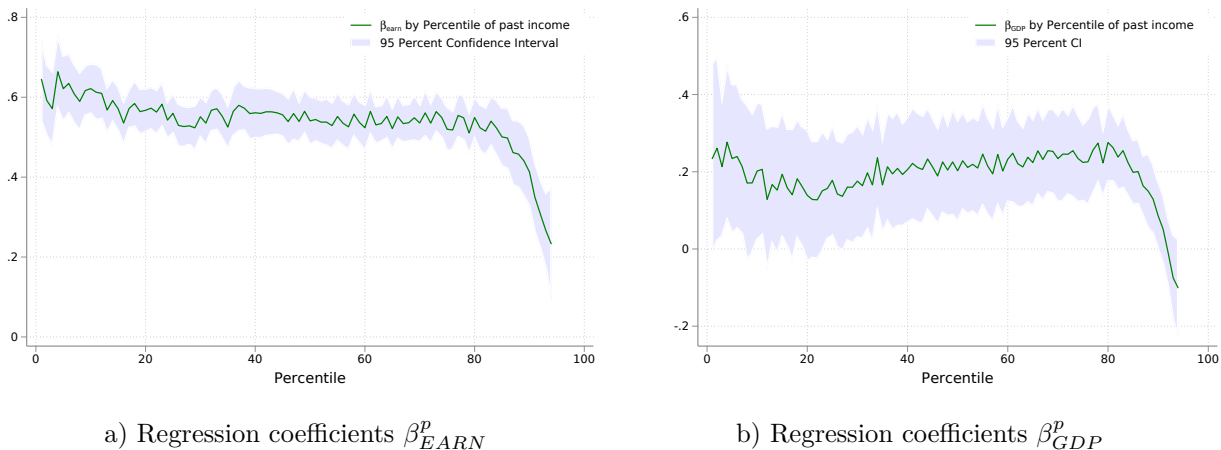 .8
.6
.4
.2
0
0
20
40
60
80
100
Percentile
βearn by Percentile of past income
95 Percent Confidence Interval
a) Regression coefficients β^p_EARN
.6
.4
.2
0
-.2
0
20
40
60
80
100
Percentile
βGDP by Percentile of past income
95 Percent CI
b) Regression coefficients β^p_GDP